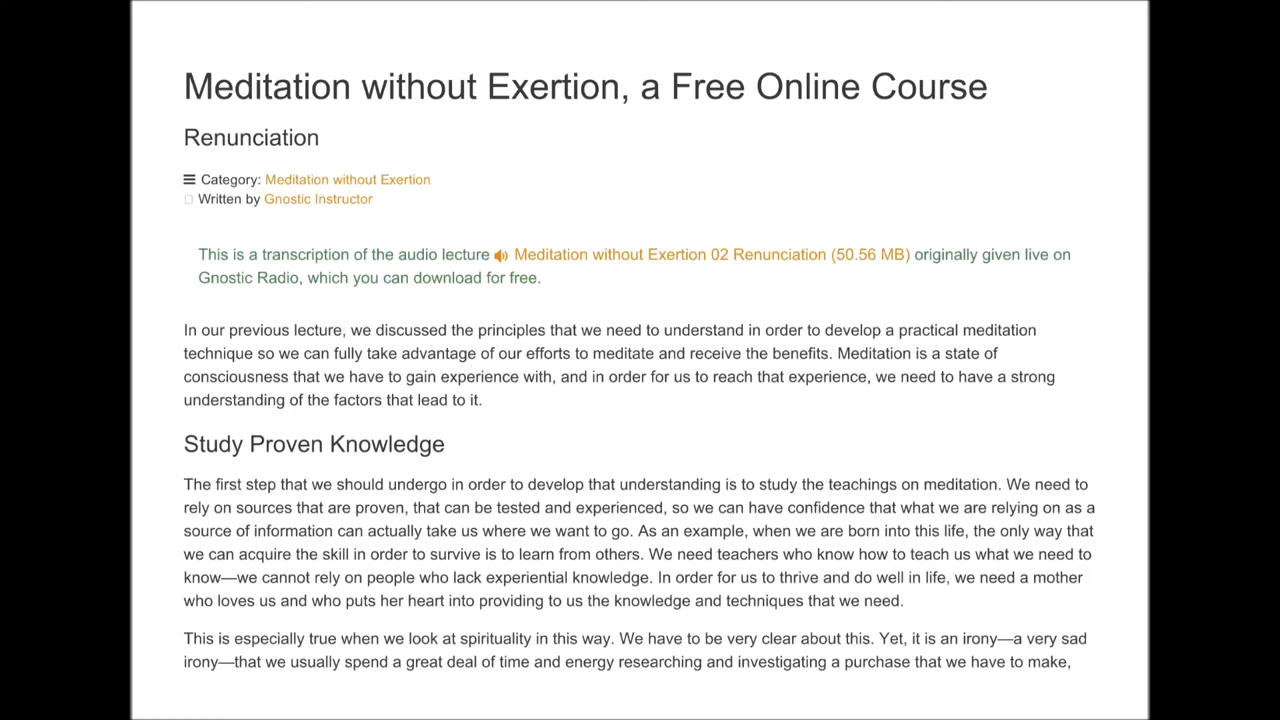 Meditation without Exertion, a Free Online Course
Renunciation
Category: Meditation without Exertion
Written by Gnostic Instructor
This is a transcription of the audio lecture Meditation without Exertion 02 Renunciation (50.56 MB) originally given live on
Gnostic Radio, which you can download for free.
In our previous lecture, we discussed the principles that we need to understand in order to develop a practical meditation
technique so we can fully take advantage of our efforts to meditate and receive the benefits. Meditation is a state of
consciousness that we have to gain experience with, and in order for us to reach that experience, we need to have a strong
understanding of the factors that lead to it.
Study Proven Knowledge
The first step that we should undergo in order to develop that understanding is to study the teachings on meditation. We need to
rely on sources that are proven, that can be tested and experienced, so we can have confidence that what we are relying on as a
source of information can actually take us where we want to go. As an example, when we are born into this life, the only way that
we can acquire the skill in order to survive is to learn from others. We need teachers who know how to teach us what we need to
know—we cannot rely on people who lack experiential knowledge. In order for us to thrive and do well in life, we need a mother
who loves us and who puts her heart into providing to us the knowledge and techniques that we need.
This is especially true when we look at spirituality in this way. We have to be very clear about this. Yet, it is an irony—a very sad
irony—that we usually spend a great deal of time and energy researching and investigating a purchase that we have to make,